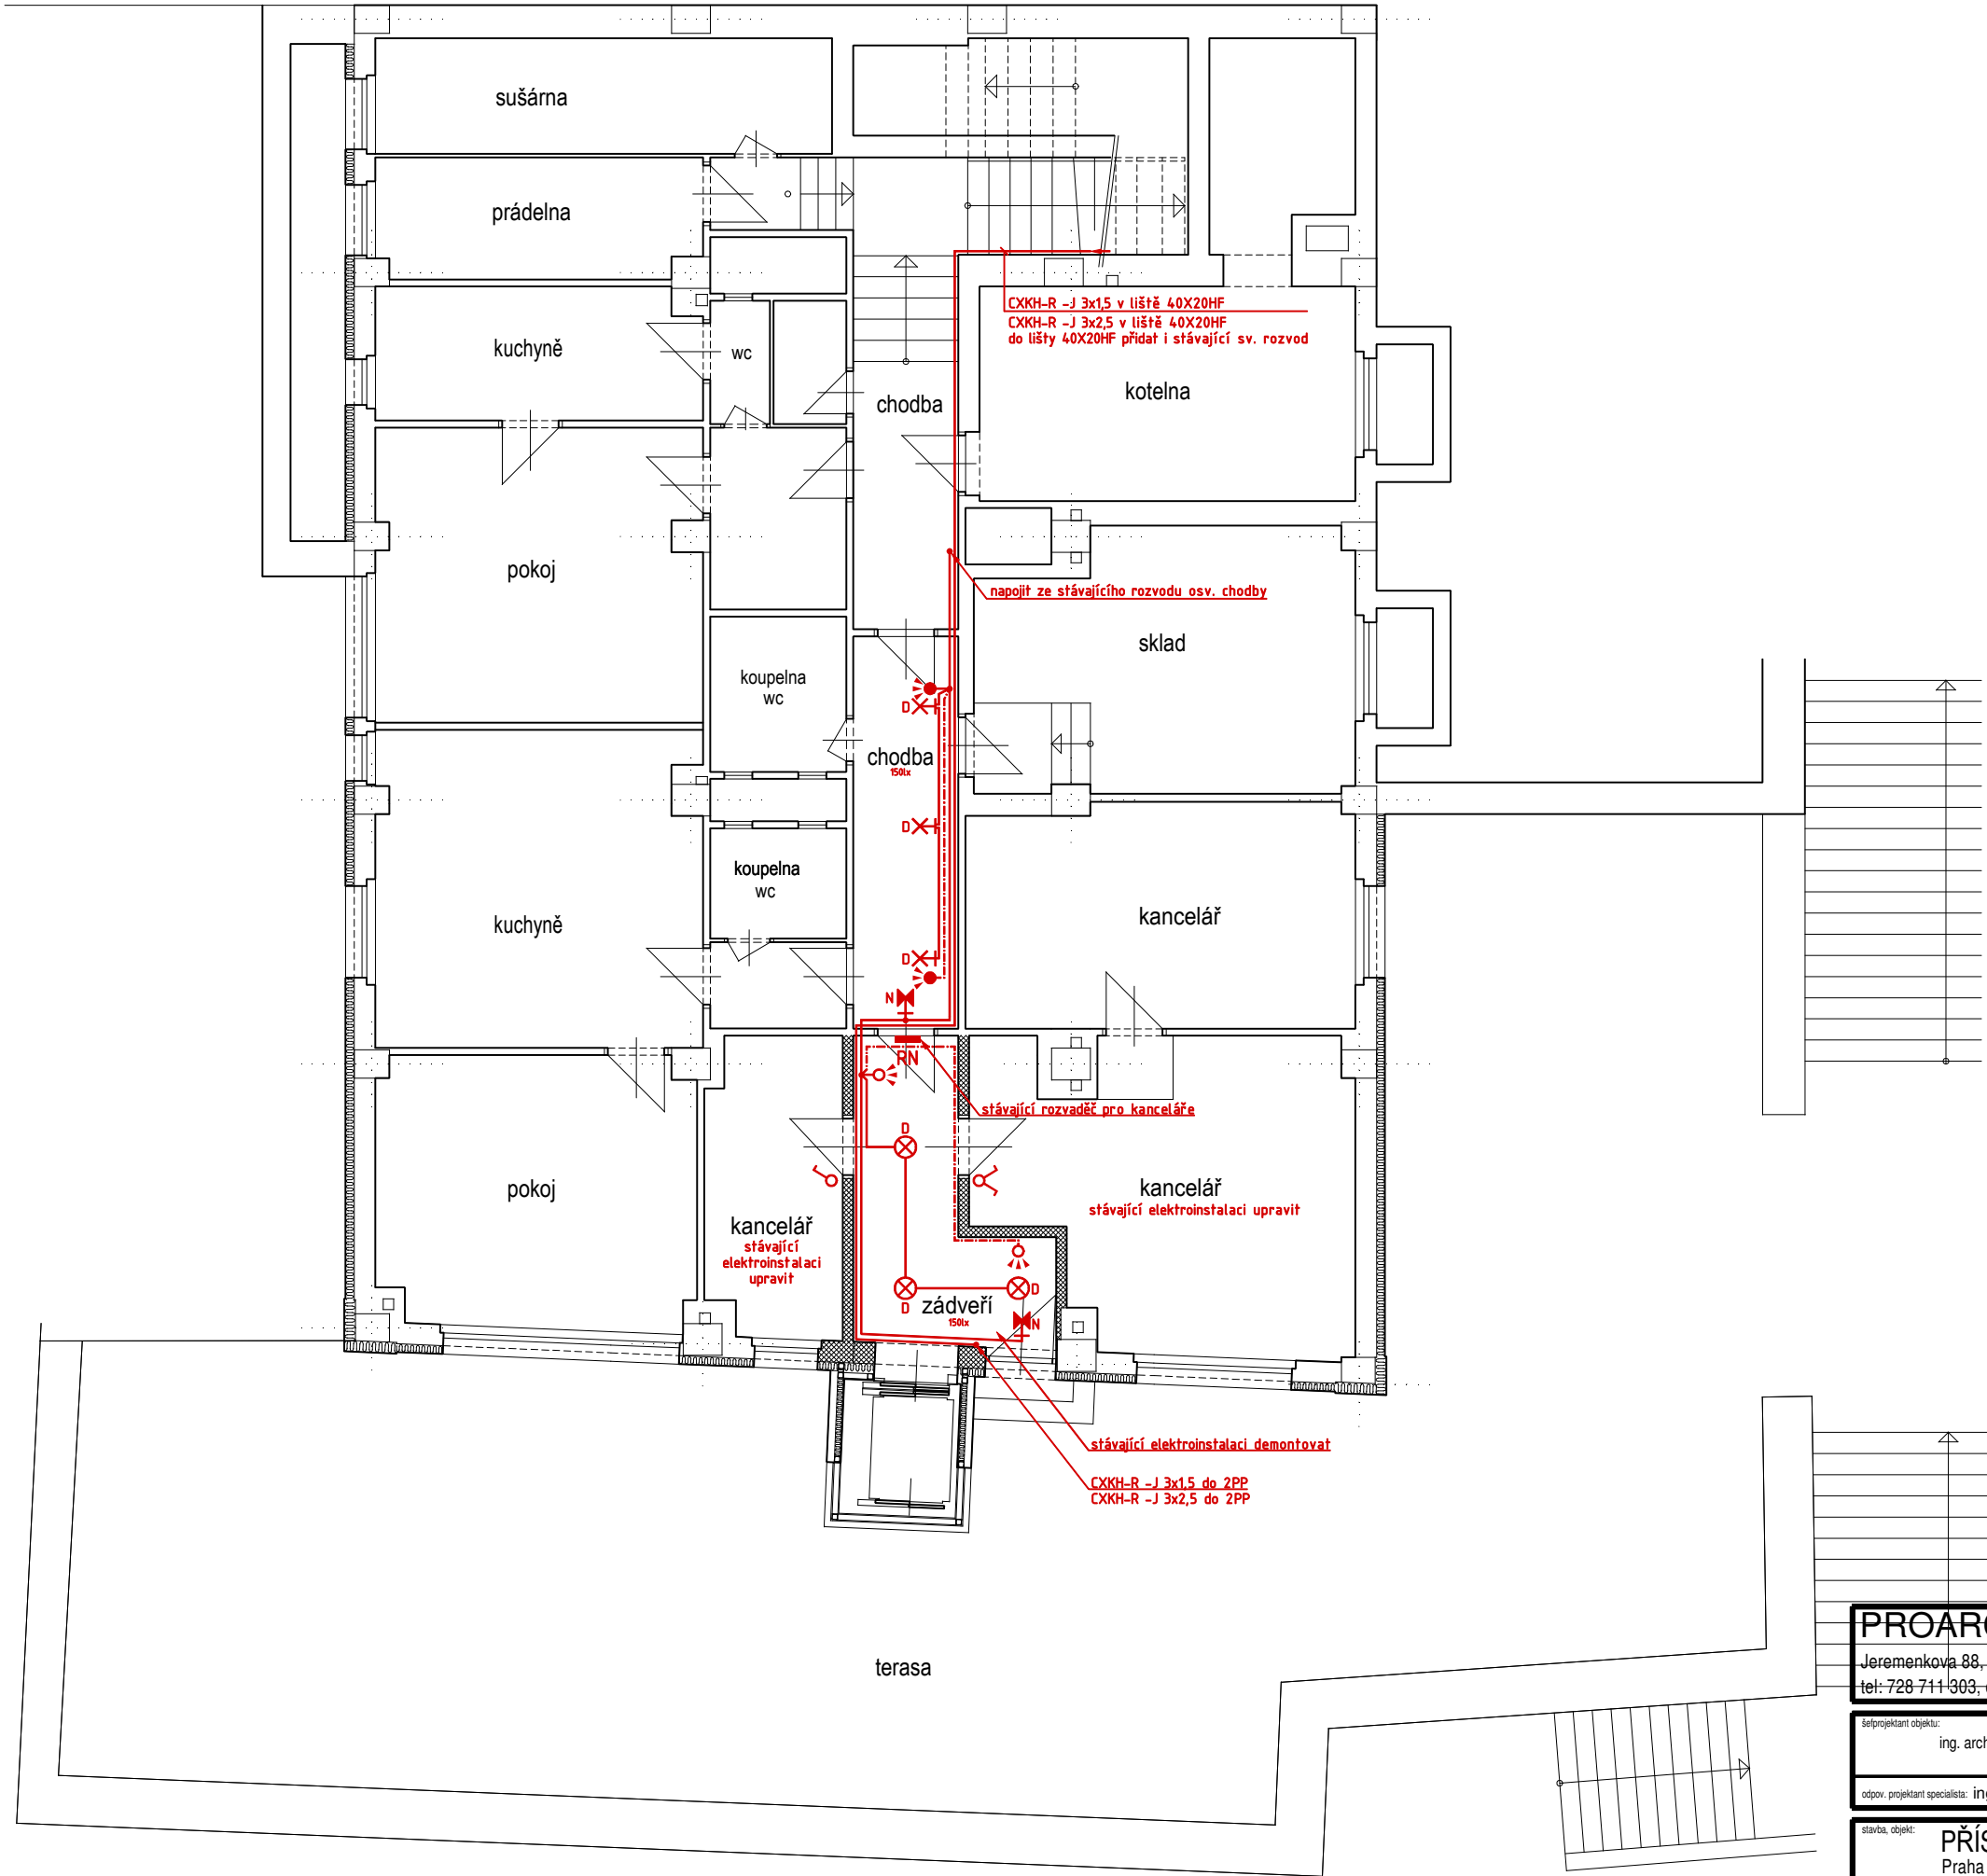 sušárna
prádelna
CXKH-R -J 3x1,5 v liště 40X20HF
CXKH-R -J 3x2,5 v liště 40X20HF
do lišty 40X20HF přidat i stávající sv. rozvod
kuchyně
wc
chodba
kotelna
pokoj
napojit ze stávajícího rozvodu osv. chodby
sklad
koupelna
wc
D
chodba
150lx
D
koupelna
wc
kuchyně
kancelář
D
N
RN
stávající rozvaděč pro kanceláře
D
pokoj
kancelář
stávající elektroinstalaci upravit
kancelář
stávající
elektroinstalaci
upravit
D
D
zádveří
150lx
N
stávající elektroinstalaci demontovat
CXKH-R -J 3x1,5 do 2PP
CXKH-R -J 3x2,5 do 2PP
terasa
Jeremenkova 88,
tel: 728 711 303,
šefprojektant objektu:
ing. arch
odpov. projektant specialista:
stavba, objekt:
Praha